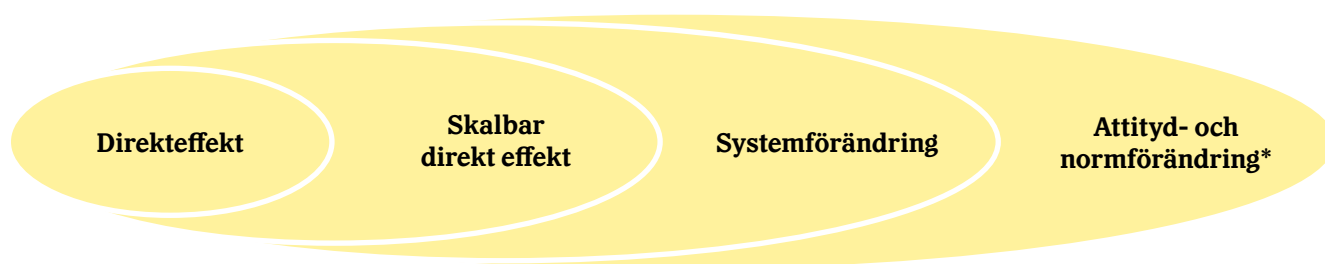 Direkteffekt
Skalbar
direkt effekt
Systemförändring
Attityd- och
normförändring*